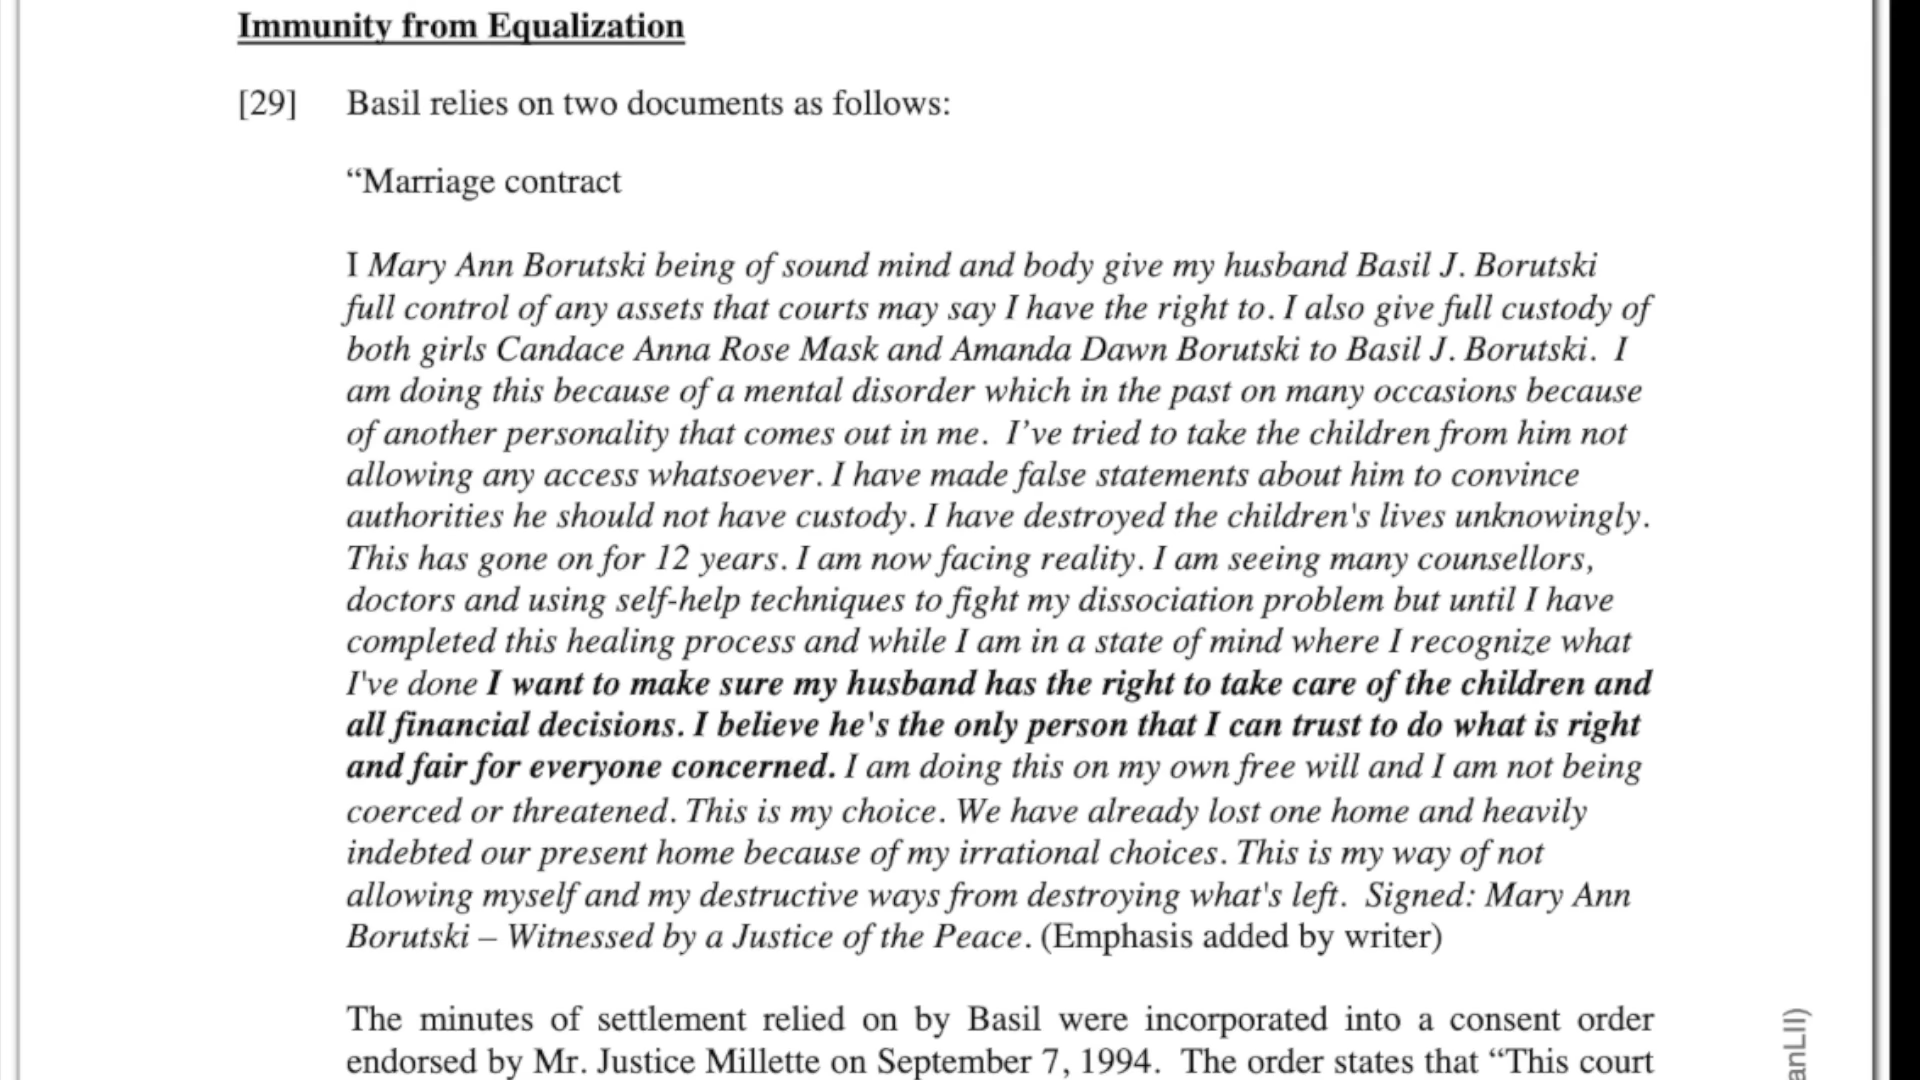 Immunity from Equalization
[29] Basil relies on two documents as follows:
“Marriage contract
I Mary Ann Borutski being of sound mind and body give my husband Basil J. Borutski
full control of any assets that courts may say I have the right to. I also give full custody of
both girls Candace Anna Rose Mask and Amanda Dawn Borutski to Basil J. Borutski. I
am doing this because of a mental disorder which in the past on many occasions because
of another personality that comes out in me. I’ve tried to take the children from him not
allowing any access whatsoever. I have made false statements about him to convince
authorities he should not have custody. I have destroyed the children's lives unknowingly.
This has gone on for 12 years. I am now facing reality. I am seeing many counsellors,
doctors and using self-help techniques to fight my dissociation problem but until I have
completed this healing process and while I am in a state of mind where I recognize what
I've done I want to make sure my husband has the right to take care of the children and
all financial decisions. I believe he's the only person that I can trust to do what is right
and fair for everyone concerned. I am doing this on my own free will and I am not being
coerced or threatened. This is my choice. We have already lost one home and heavily
indebted our present home because of my irrational choices. This is my way of not
allowing myself and my destructive ways from destroying what's left. Signed: Mary Ann
Borutski – Witnessed by a Justice of the Peace. (Emphasis added by writer)
The minutes of settlement relied on by Basil were incorporated into a consent order
endorsed by Mr. Justice Millette on September 7, 1994. The order states that “This court
anLII)